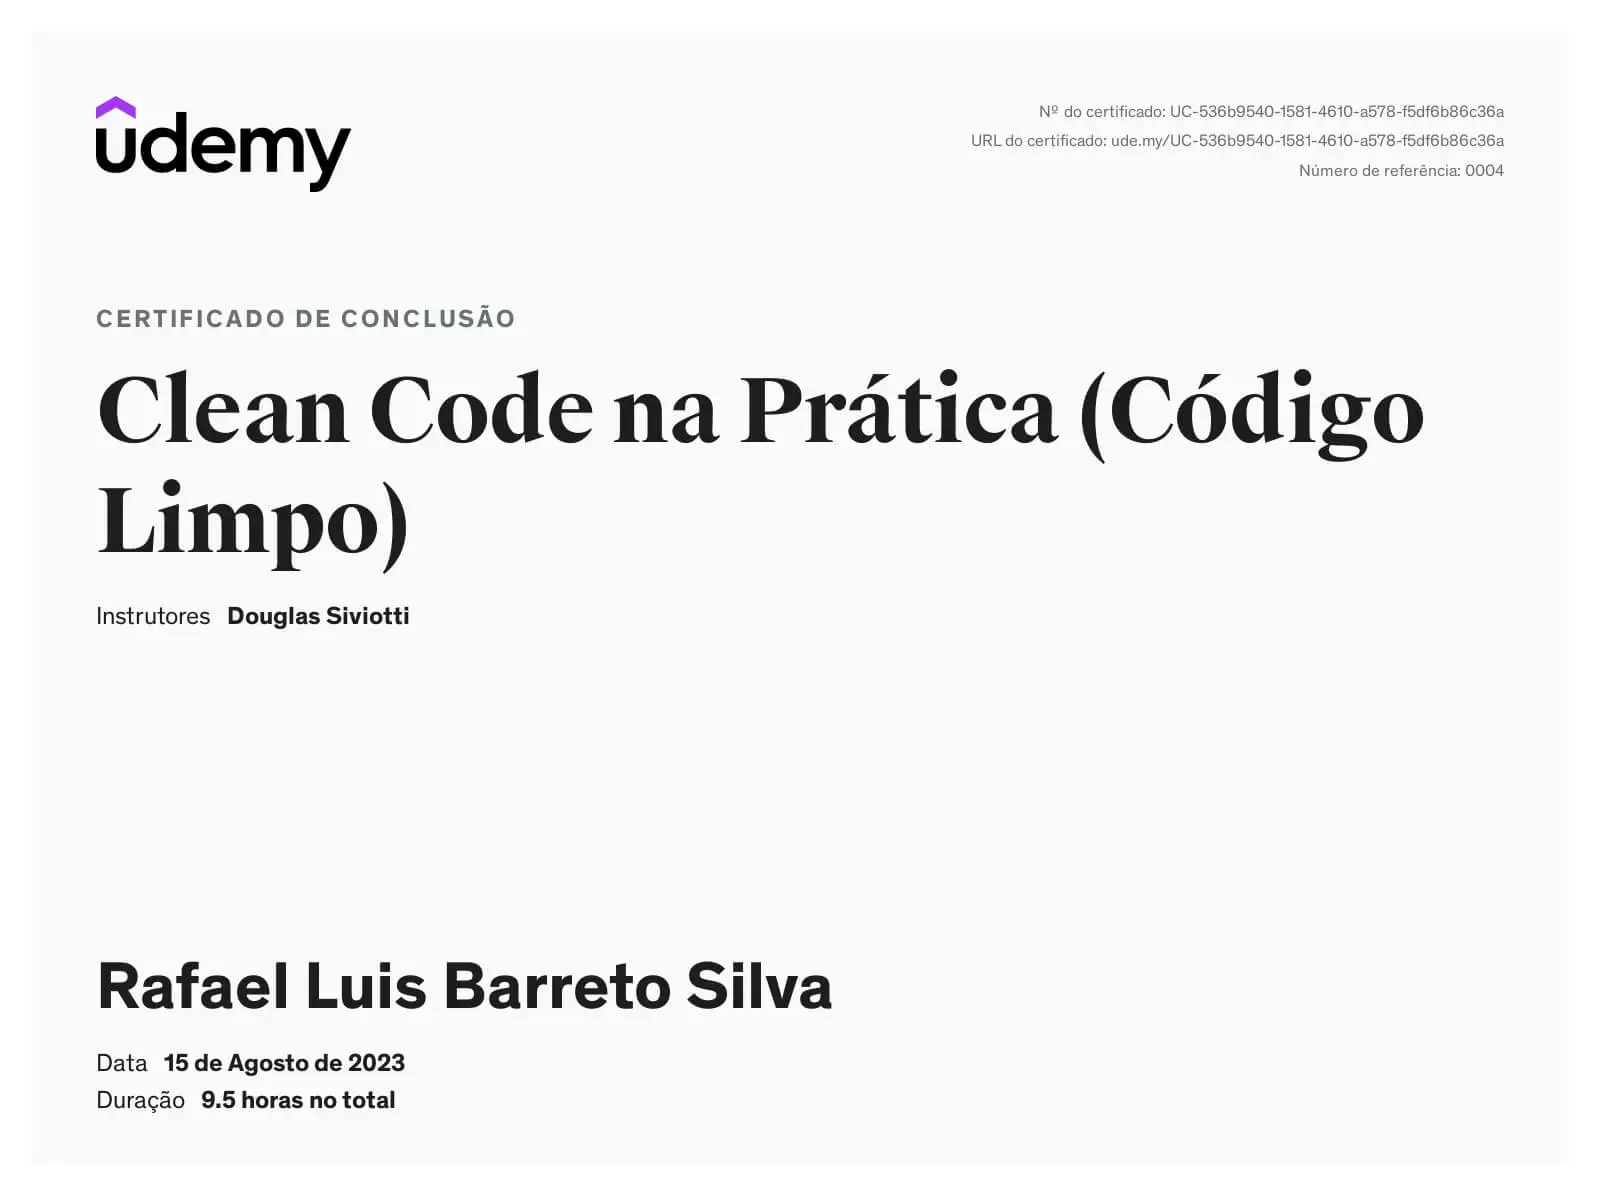 udemy
Nº do certificado: UC-536b9540-1581-4610-a578-f5df6b86c36a
URL do certificado: ude.my/UC-536b9540-1581-4610-a578-f5df6b86c36a
Número de referência: 0004
CERTIFICADO DE CONCLUSÃO
Clean Code na Prática (Código
Limpo)
Instrutores Douglas Siviotti
Rafael Luis Barreto Silva
Data 15 de Agosto de 2023
Duração 9.5 horas no total